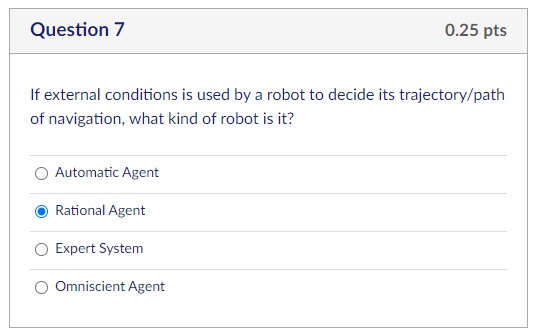 Question 7
0.25 pts
If external conditions is used by a robot to decide its trajectory/path
of navigation, what kind of robot is it?
Automatic Agent
Rational Agent
Expert System
Omniscient Agent